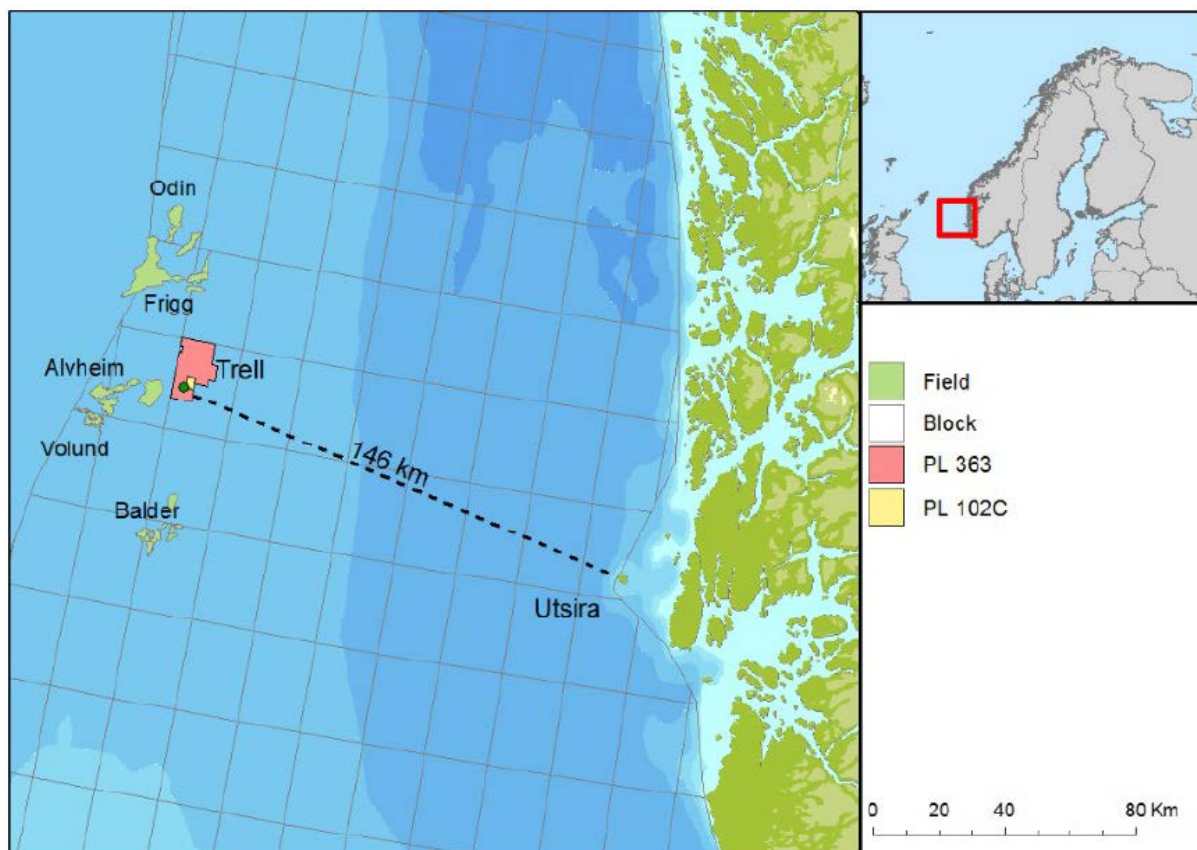 Odin
Frigg
Alvheim
Trell
Volund
146 km
Balder
Utsira
Field
Block
PL 363
PL 102C
0 20 40 80 Km